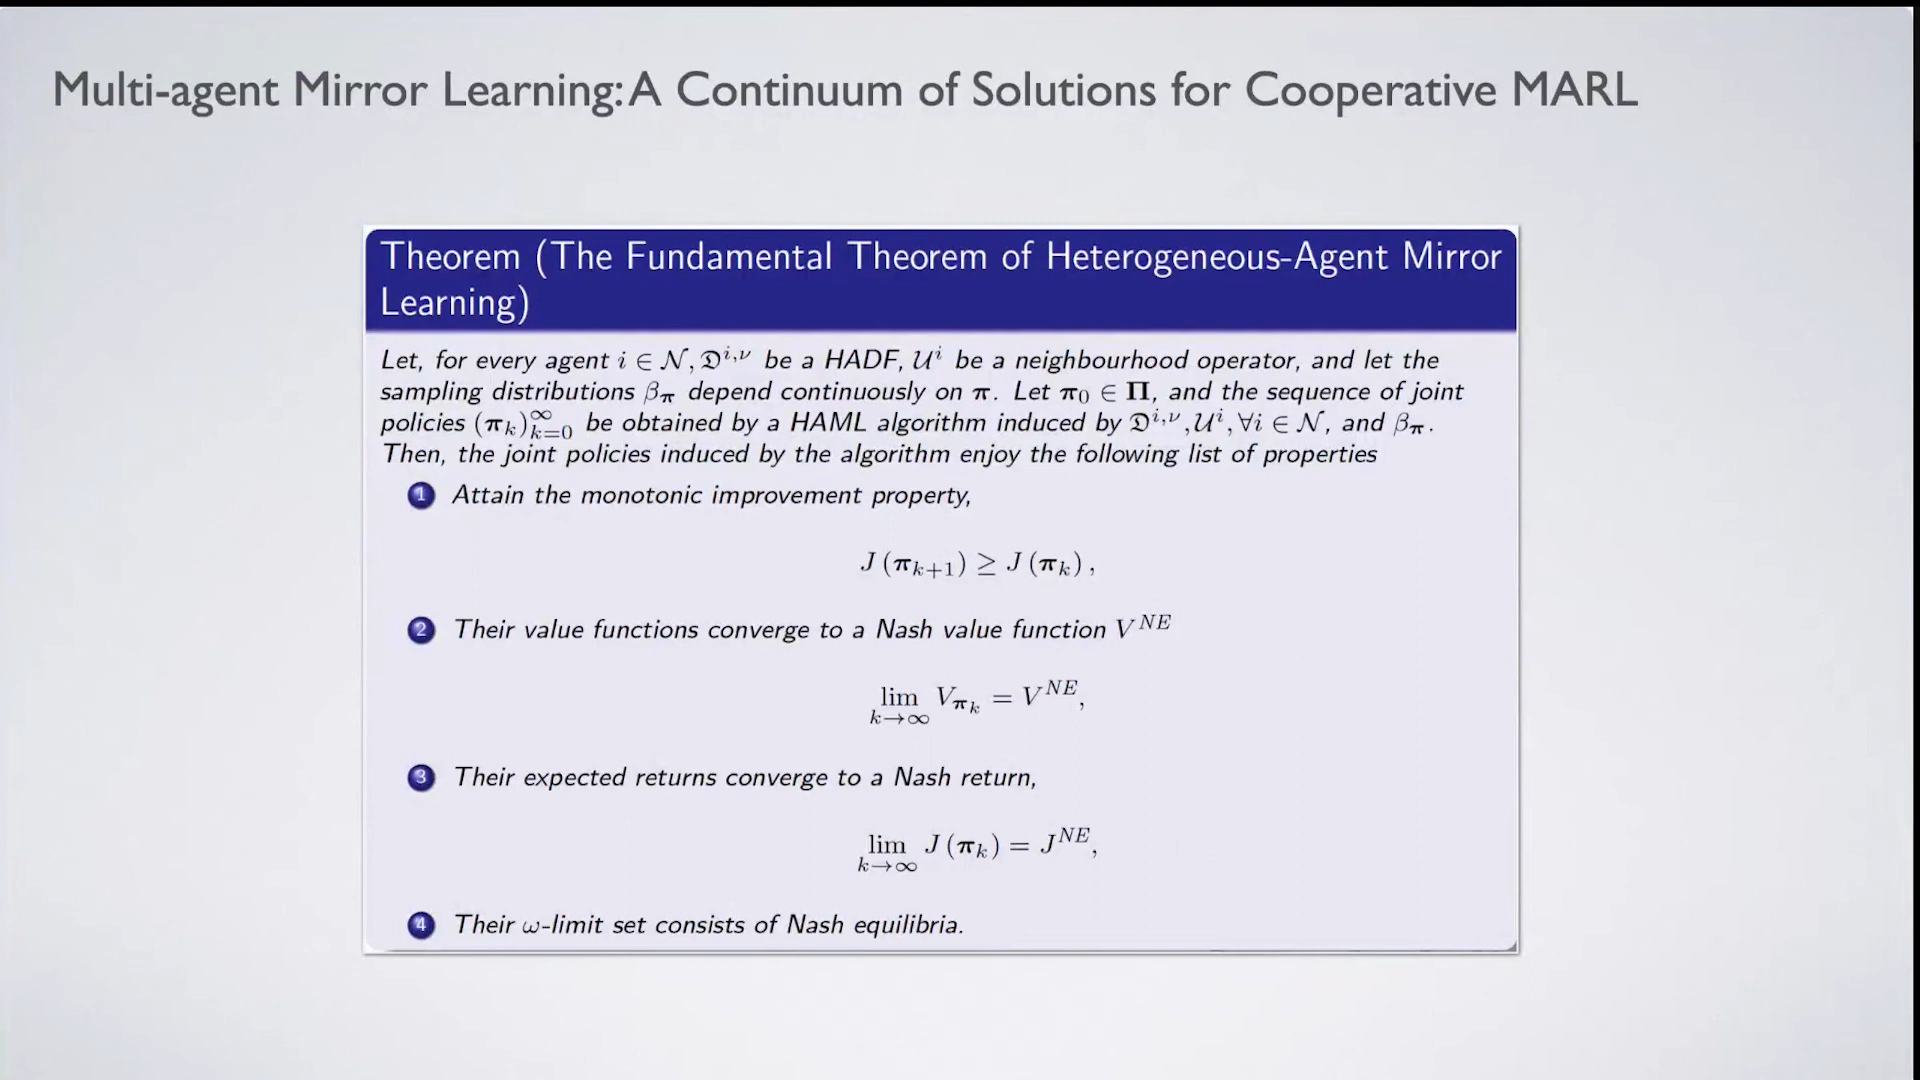 Multi-agent Mirror Learning: A Continuum of Solutions for Cooperative MARL
Theorem (The Fundamental Theorem of Heterogeneous-Agent Mirror
Learning)
Let, for every agent i ∈ 𝒩, 𝔇^{i,ν} be a HADF, 𝒰^i be a neighbourhood operator, and let the
sampling distributions β_π depend continuously on π. Let π_0 ∈ Π, and the sequence of joint
policies (π_k)_{k=0}^∞ be obtained by a HAML algorithm induced by 𝔇^{i,ν}, 𝒰^i, ∀i ∈ 𝒩, and β_π.
Then, the joint policies induced by the algorithm enjoy the following list of properties
1 Attain the monotonic improvement property,
J (π_{k+1}) ≥ J (π_k) ,
2 Their value functions converge to a Nash value function V^{NE}
lim_{k→∞} V_{π_k} = V^{NE},
3 Their expected returns converge to a Nash return,
lim_{k→∞} J (π_k) = J^{NE},
4 Their ω-limit set consists of Nash equilibria.